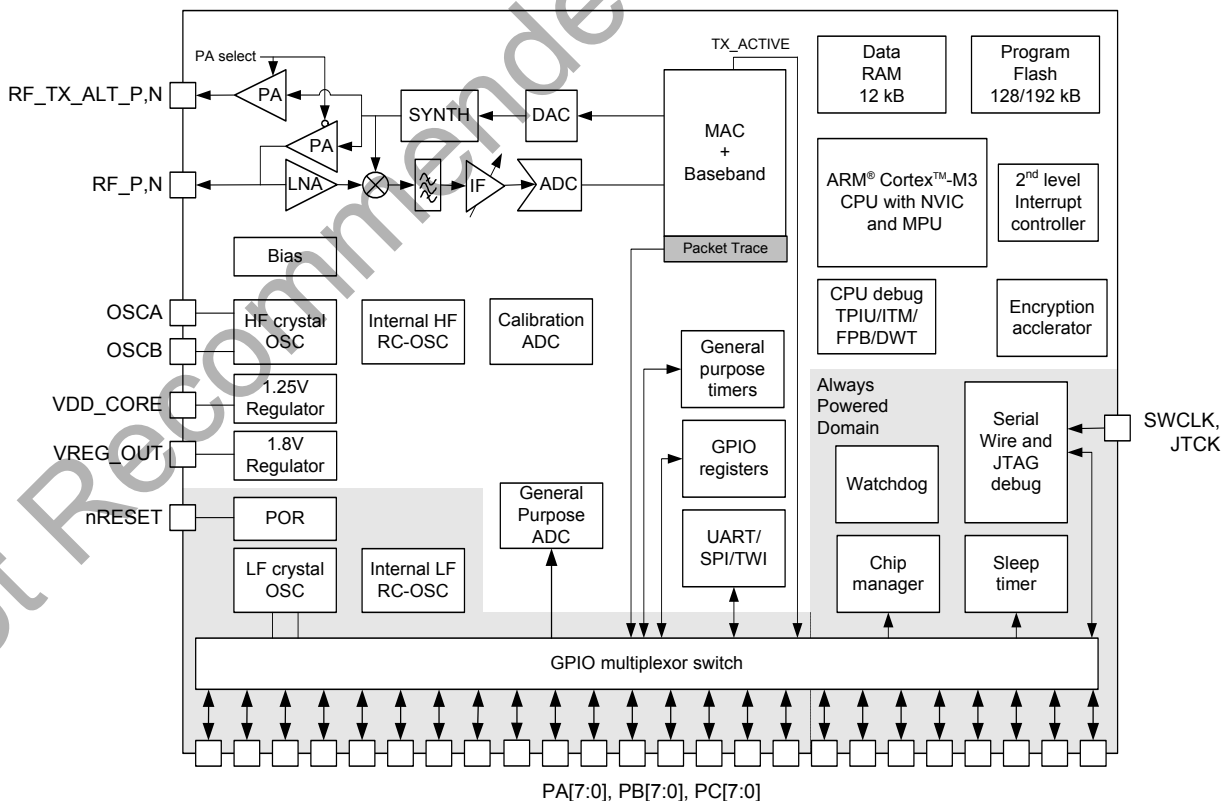 TX_ACTIVE
PA select
RF_TX_ALT_P,N
PA
SYNTH
DAC
PA
RF_P,N
LNA
IF
ADC
MAC
+
Baseband
Packet Trace
Data
RAM
12 kB
Program
Flash
128/192 kB
ARM® Cortex™-M3
CPU with NVIC
and MPU
2nd level
Interrupt
controller
Bias
OSCA
OSCB
HF crystal
OSC
Internal HF
RC-OSC
Calibration
ADC
CPU debug
TPIU/ITM/
FPB/DWT
Encryption
acclerator
General
purpose
timers
VDD_CORE
1.25V
Regulator
VREG_OUT
1.8V
Regulator
GPIO
registers
Always
Powered
Domain
Serial
Wire and
JTAG
debug
SWCLK,
JTCK
Watchdog
nRESET
POR
General
Purpose
ADC
UART/
SPI/TWI
LF crystal
OSC
Internal LF
RC-OSC
Chip
manager
Sleep
timer
GPIO multiplexor switch
PA[7:0], PB[7:0], PC[7:0]
Not Recommende